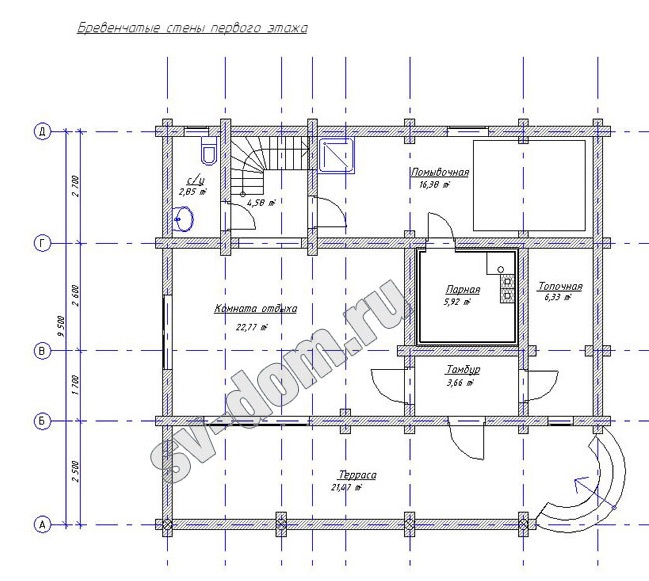 Бревенчатые стены первого этажа
Д
Г
В
Б
А
2 700
2 600
1 700
2 500
9 500
с/у
2,85 м²
4,58 м²
Помывочная
16,38 м²
Комната отдыха
22,77 м²
Парная
5,92 м²
Топочная
6,33 м²
Тамбур
3,66 м²
Терраса
21,07 м²
sv-dom.ru